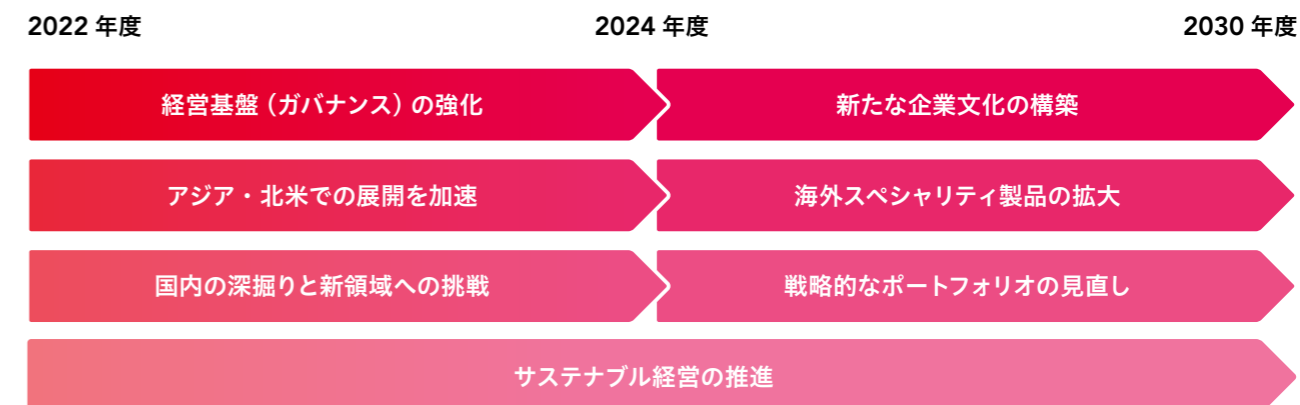 2022 年度 2024 年度 2030 年度
経営基盤（ガバナンス）の強化 新たな企業文化の構築
アジア・北米での展開を加速 海外スペシャリティ製品の拡大
国内の深掘りと新領域への挑戦 戦略的なポートフォリオの見直し
サステナブル経営の推進